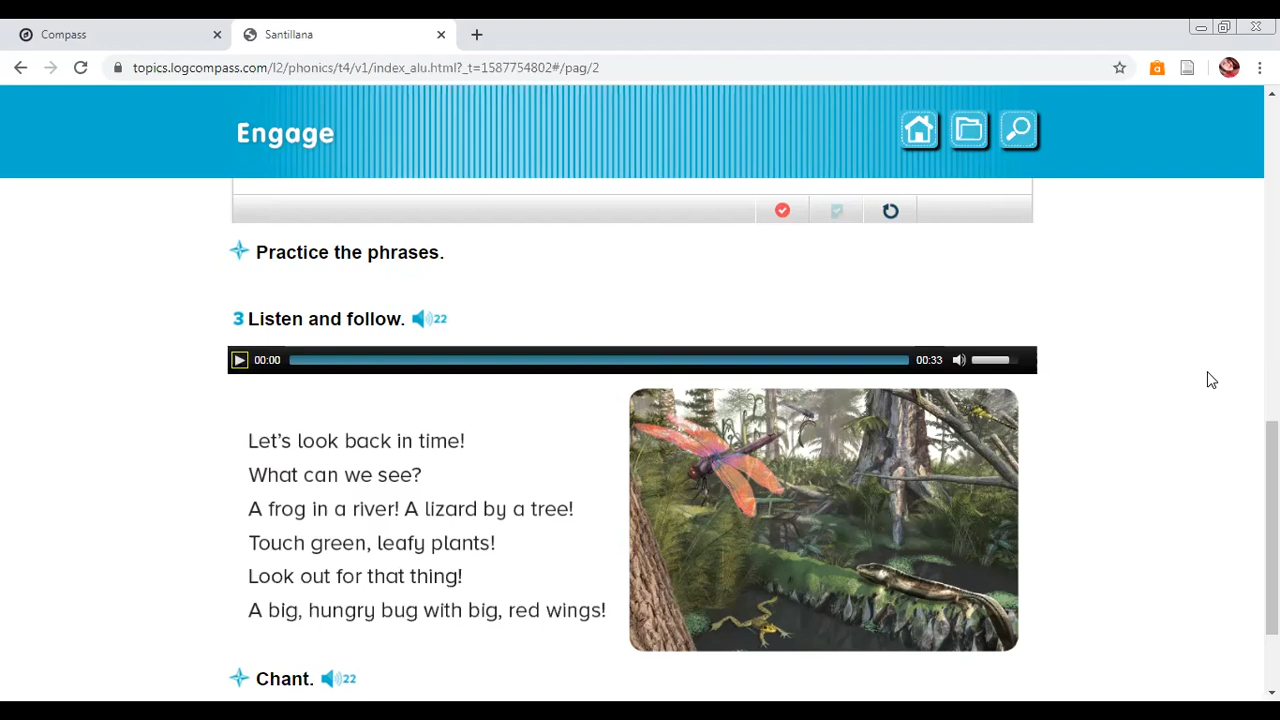 Compass
Santillana
topics.logcompass.com/l2/phonics/t4/v1/index_alu.html?_t=1587754802#/pag/2
Engage
Practice the phrases.
3 Listen and follow. 22
00:00 00:33
Let's look back in time!
What can we see?
A frog in a river! A lizard by a tree!
Touch green, leafy plants!
Look out for that thing!
A big, hungry bug with big, red wings!
Chant. 22